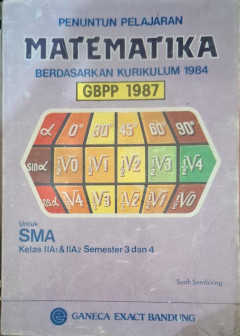 PENUNTUN PELAJARAN
MATEMATIKA
BERDASARKAN KURIKULUM 1984
GBPP 1987
α 0° 30° 45° 60° 90°
sin α ½√0 ½√1 ½√2 ½√3 ½√4
cos α ½√4 ½√3 ½√2 ½√1 ½√0
Untuk
SMA
Kelas IIA1 & IIA2 Semester 3 dan 4
Suah Sembiring
GANECA EXACT BANDUNG